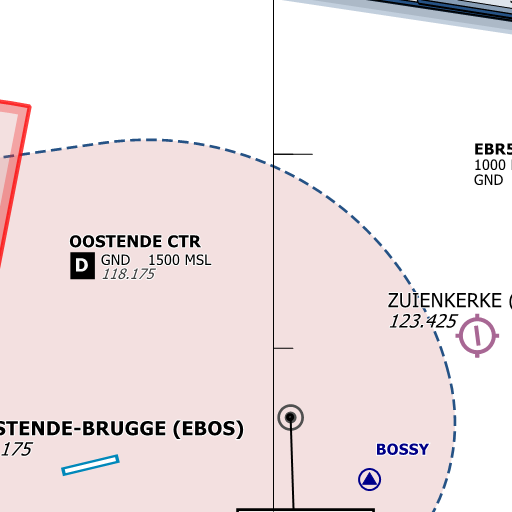 EBR5
1000
GND
OOSTENDE CTR
D GND 1500 MSL
118.175
ZUIENKERKE (
123.425
STENDE-BRUGGE (EBOS)
175
BOSSY